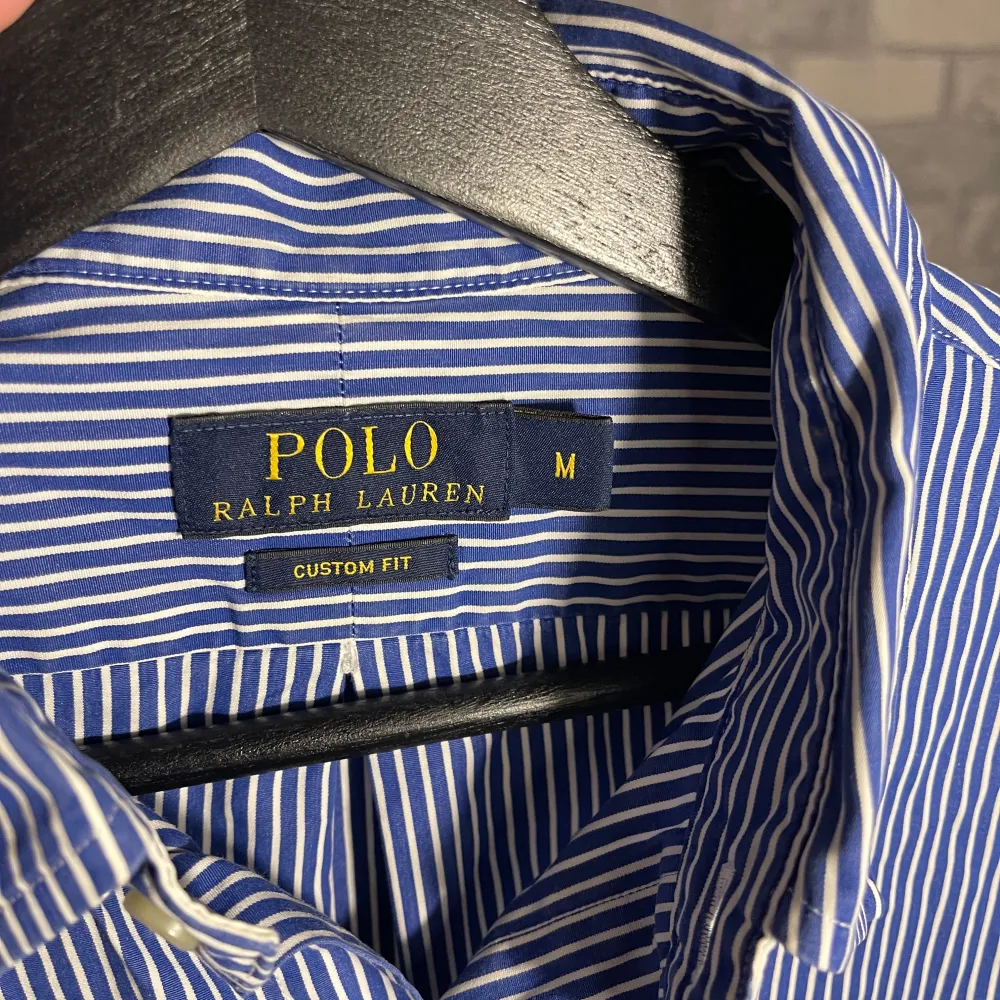 POLO
RALPH LAUREN
M
CUSTOM FIT